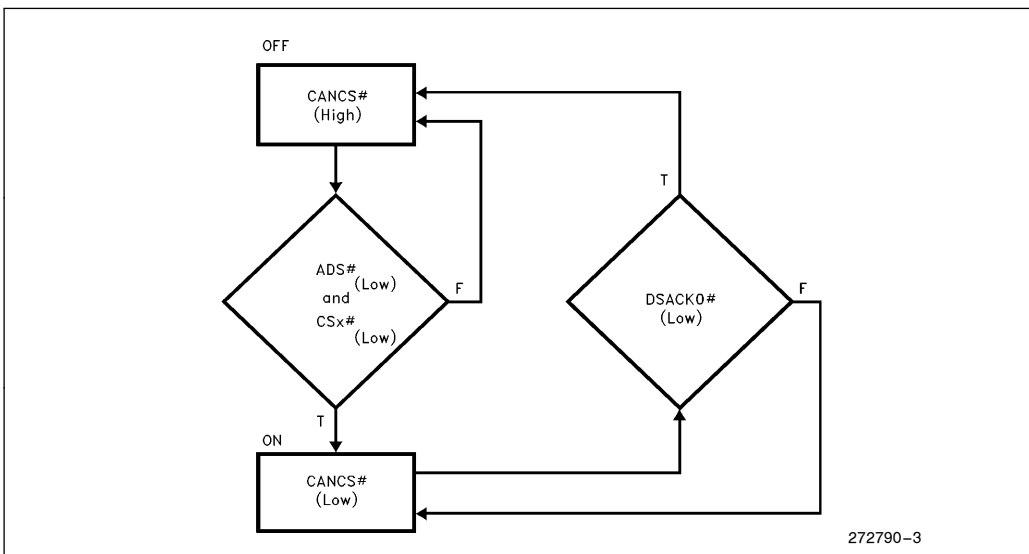 OFF
CANCS#
(High)
T
ADS#
(Low)
and
CSx#
(Low)
F
DSACK0#
(Low)
F
T
ON
CANCS#
(Low)
272790-3